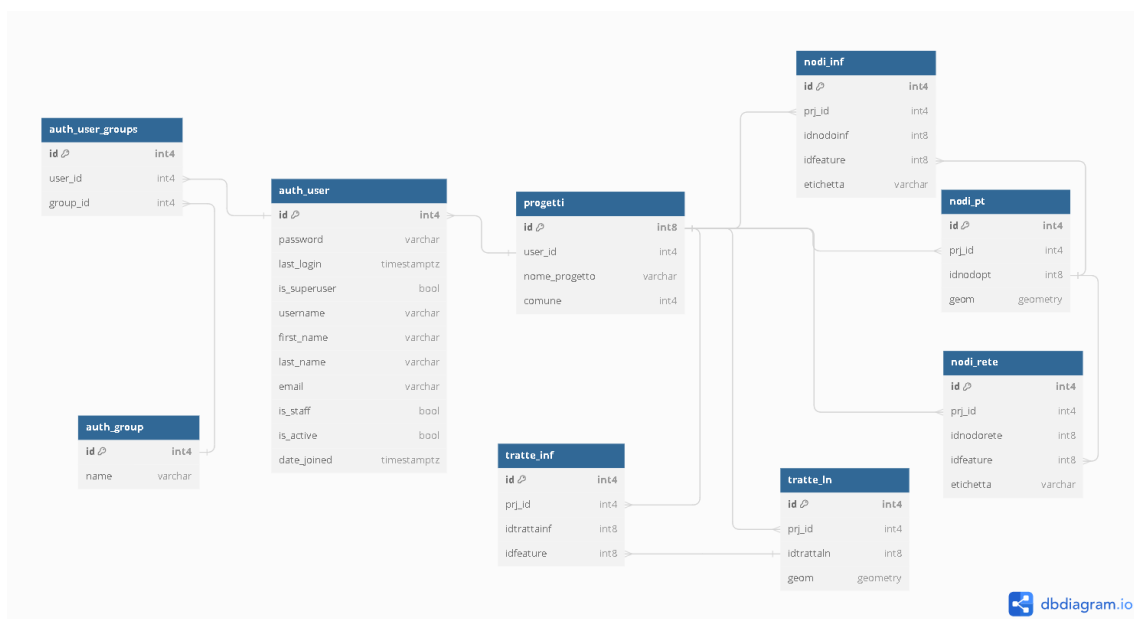 auth_user_groups
id int4
user_id int4
group_id int4
auth_group
id int4
name varchar
auth_user
id int4
password varchar
last_login timestamptz
is_superuser bool
username varchar
first_name varchar
last_name varchar
email varchar
is_staff bool
is_active bool
date_joined timestamptz
progetti
id int8
user_id int4
nome_progetto varchar
comune int4
tratte_inf
id int4
prj_id int4
idtrattainf int8
idfeature int8
tratte_ln
id int4
prj_id int4
idtrattaln int8
geom geometry
nodi_inf
id int4
prj_id int4
idnodoinf int8
idfeature int8
etichetta varchar
nodi_pt
id int4
prj_id int4
idnodopt int8
geom geometry
nodi_rete
id int4
prj_id int4
idnodorete int8
idfeature int8
etichetta varchar
dbdiagram.io